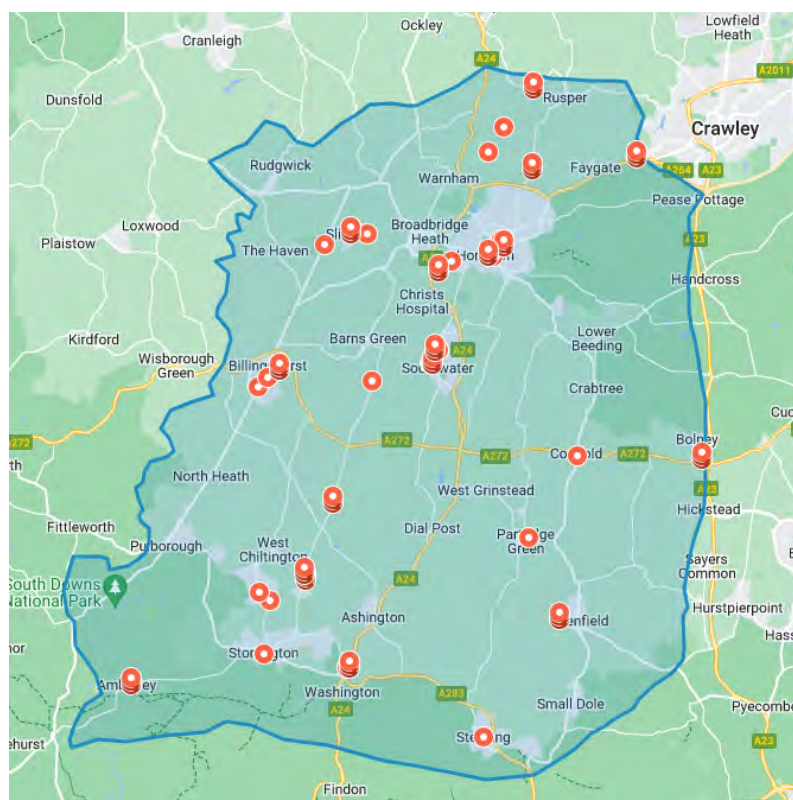 Ockley
Lowfield
Heath
Cranleigh
A24
A2011
Dunsfold
Rusper
Crawley
Rudgwick
Faygate
A264
A23
Warnham
Pease Pottage
Loxwood
Broadbridge
Heath
Plaistow
The Haven
A23
Handcross
Christs
Hospital
Kirdford
Barns Green
Lower
Beeding
Wisborough
Green
A24
Crabtree
A272
A272
A272
A272
Bolney
North Heath
A23
West Grinstead
Hickstead
Fittleworth
Dial Post
Pulborough
West
Chiltington
Green
Sayers
Common
South Downs
National Park
A24
Hurstpierpoint
Ashington
Washington
A283
Small Dole
A24
Pyecombe
A23
Findon